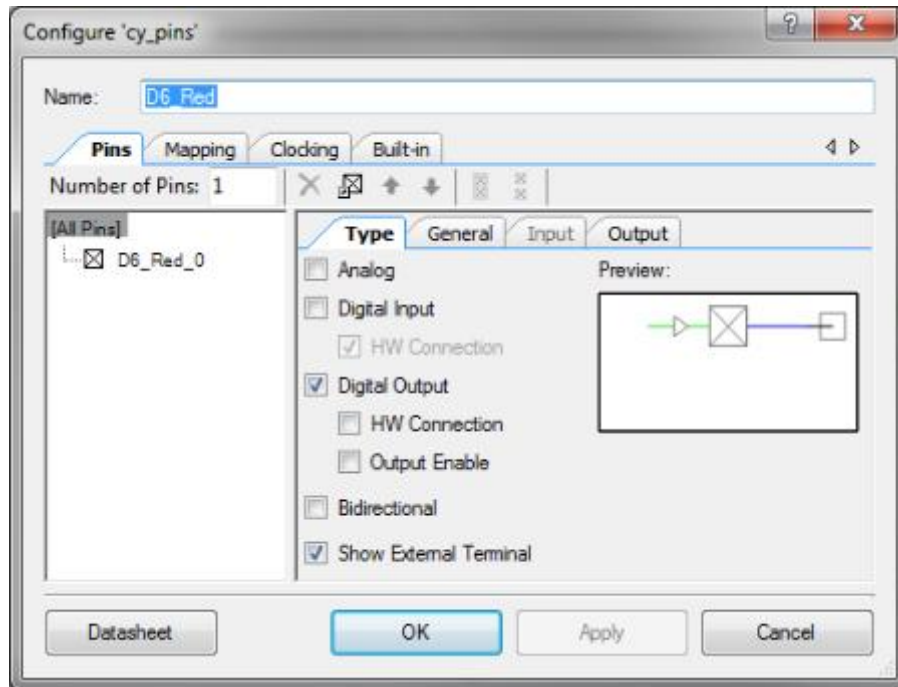 Configure 'cy_pins'
Name: D6_Red
Pins Mapping Clocking Built-in
Number of Pins: 1
[All Pins]
D6_Red_0
Type General Input Output
Analog
Preview:
Digital Input
HW Connection
Digital Output
HW Connection
Output Enable
Bidirectional
Show External Terminal
Datasheet OK Apply Cancel